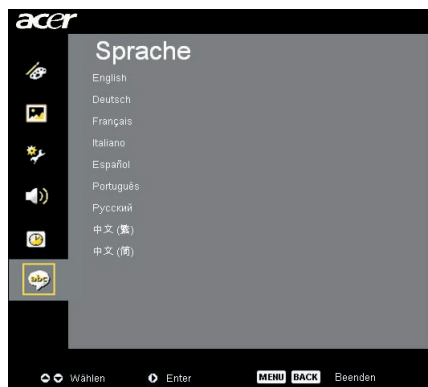 acer
Sprache
English
Deutsch
Français
Italiano
Español
Português
Русский
中文 (繁)
中文 (简)
abc
Wählen Enter MENU BACK Beenden